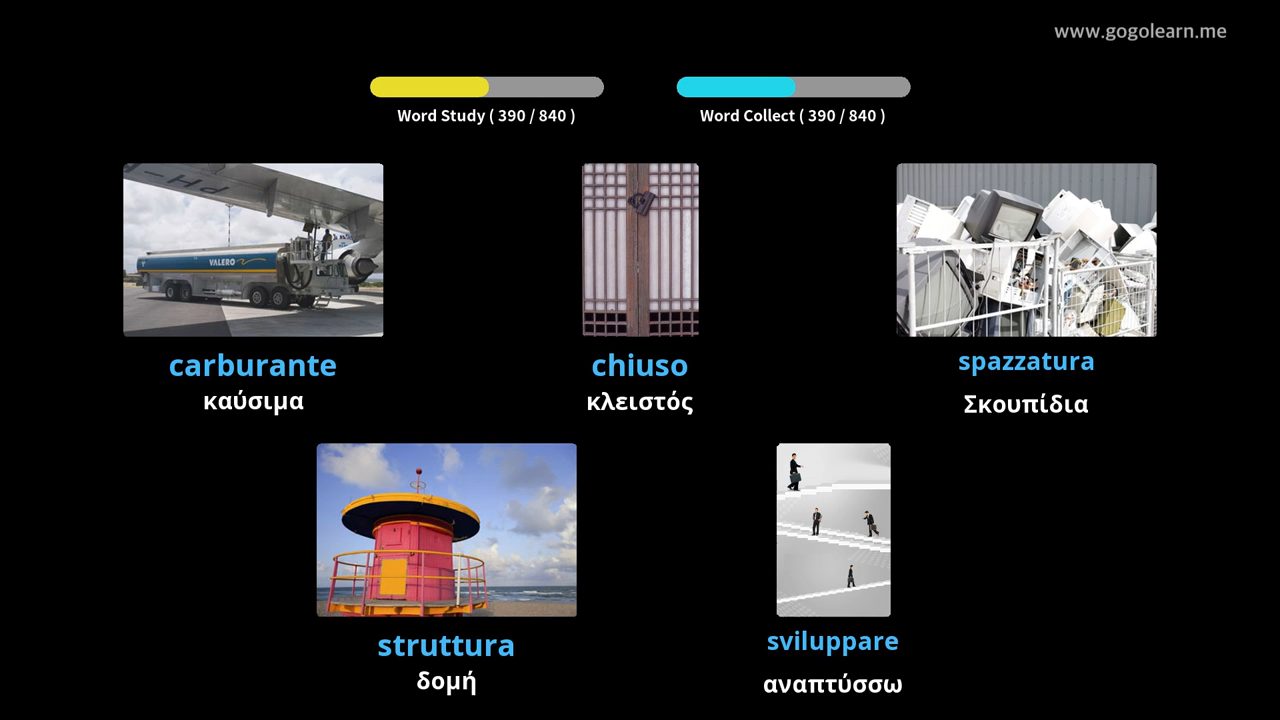 www.gogolearn.me
Word Study ( 390 / 840 )
Word Collect ( 390 / 840 )
PH-
VALERO
carburante
καύσιμα
chiuso
κλειστός
spazzatura
Σκουπίδια
struttura
δομή
sviluppare
αναπτύσσω